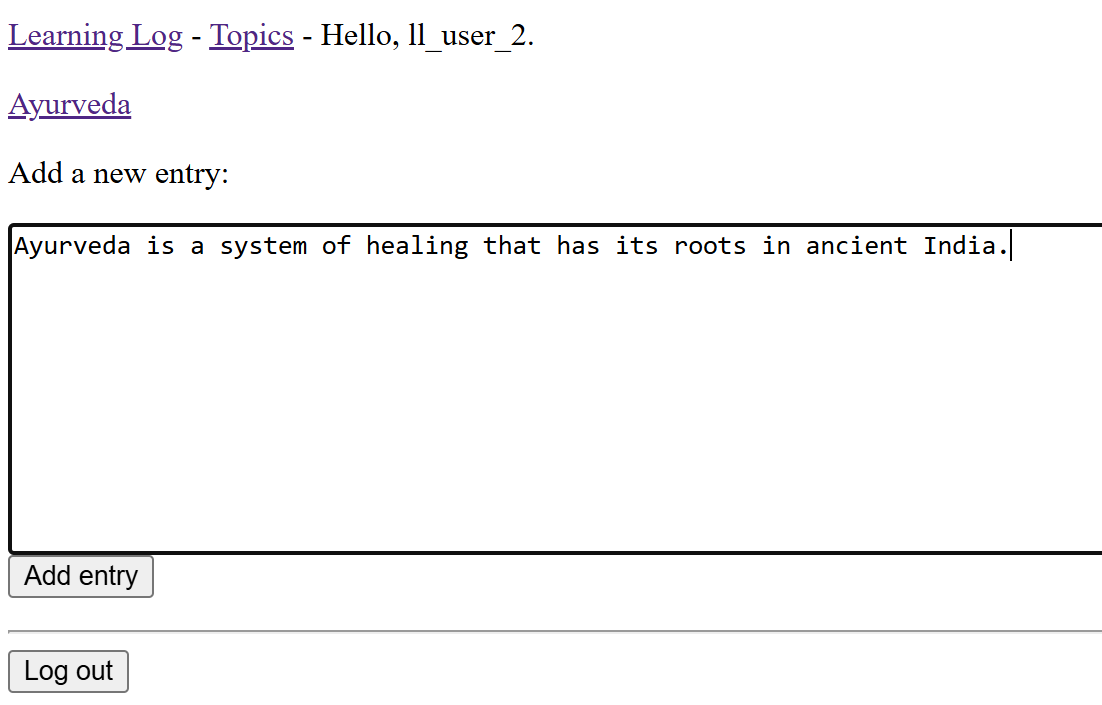 Learning Log - Topics - Hello, ll_user_2.
Ayurveda
Add a new entry:
Ayurveda is a system of healing that has its roots in ancient India.
Add entry
Log out